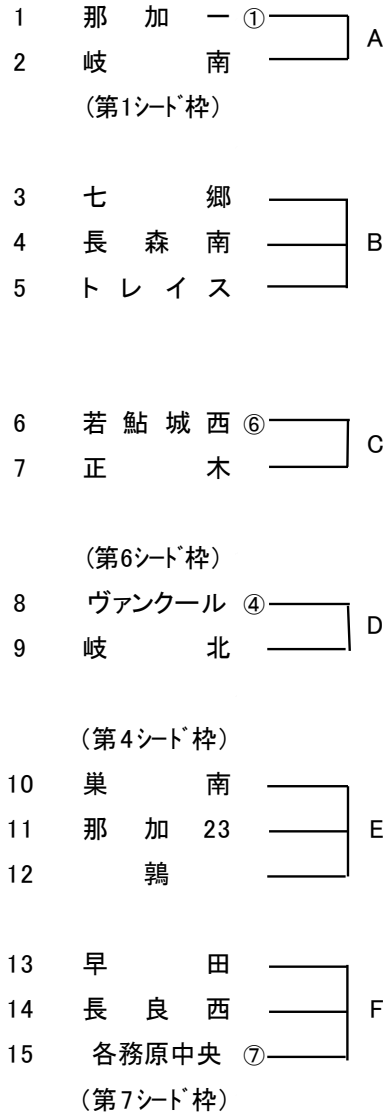 1 那加一 ① A
2 岐南
(第1シード枠)
3 七郷
4 長森南 B
5 トレイス
6 若鮎城西 ⑥ C
7 正木
(第6シード枠)
8 ヴァンクール ④ D
9 岐北
(第4シード枠)
10 巣南
11 那加23 E
12 鶉
13 早田
14 長良西 F
15 各務原中央 ⑦
(第7シード枠)